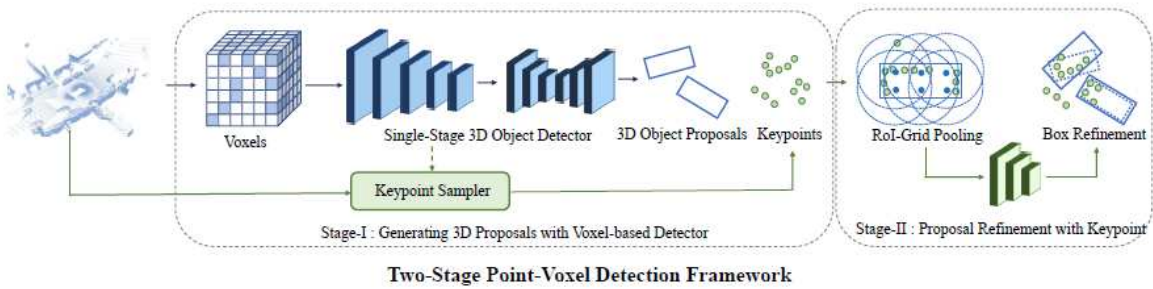 Voxels
Single-Stage 3D Object Detector
3D Object Proposals
Keypoints
RoI-Grid Pooling
Box Refinement
Keypoint Sampler
Stage-I : Generating 3D Proposals with Voxel-based Detector
Stage-II : Proposal Refinement with Keypoint
Two-Stage Point-Voxel Detection Framework